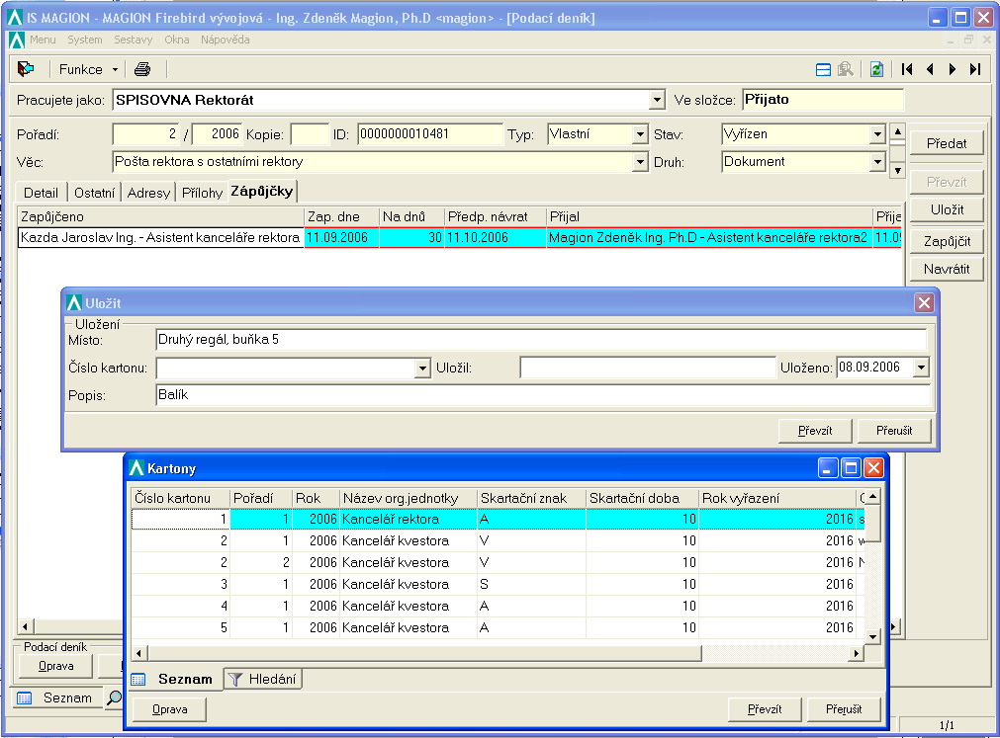 IS MAGION - MAGION Firebird vývojová - Ing. Zdeněk Magion, Ph.D <magion> - [Podací deník]
Menu System Sestavy Okna Nápověda
Funkce
Pracujete jako: SPISOVNA Rektorát Ve složce: Přijato
Pořadí: 2 / 2006 Kopie: ID: 0000000010481 Typ: Vlastní Stav: Vyřízen
Věc: Pošta rektora s ostatními rektory Druh: Dokument
Předat
Převzít
Uložit
Zapůjčit
Navrátit
Detail Ostatní Adresy Přílohy Zápůjčky
Zapůjčeno Zap. dne Na dnů Předp. návrat Přijal Přije
Kazda Jaroslav Ing. - Asistent kanceláře rektora 11.09.2006 30 11.10.2006 Magion Zdeněk Ing. Ph.D - Asistent kanceláře rektora2 11.09
Uložit
Uložení
Místo: Druhý regál, buňka 5
Číslo kartonu: Uložil: Uloženo: 08.09.2006
Popis: Balík
Převzít Přerušit
Kartony
Číslo kartonu Pořadí Rok Název org.jednotky Skartační znak Skartační doba Rok vyřazení
1 1 2006 Kancelář rektora A 10 2016 s
2 1 2006 Kancelář kvestora V 10 2016 w
2 2 2006 Kancelář kvestora V 10 2016 N
3 1 2006 Kancelář kvestora S 10 2016
4 1 2006 Kancelář kvestora A 10 2016
5 1 2006 Kancelář kvestora A 10 2016
Seznam Hledání
Oprava Převzít Přerušit
Podací deník
Oprava
Seznam
1/1